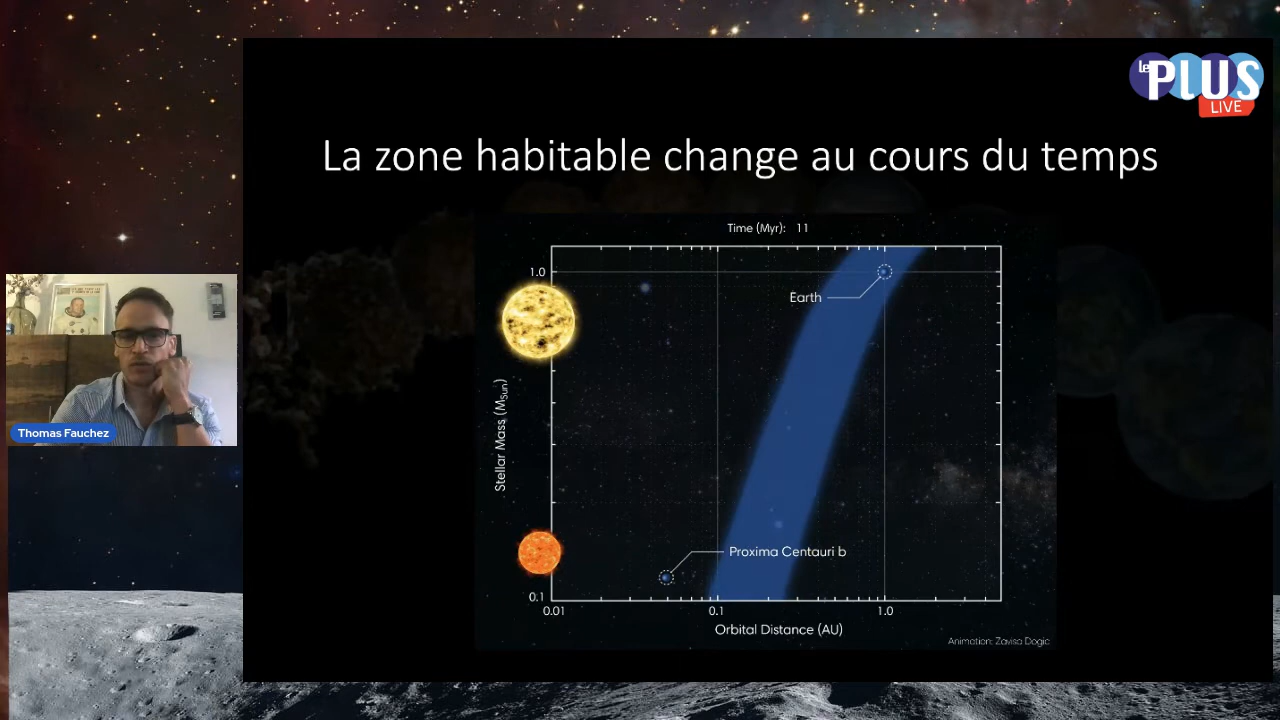 le PLUS
LIVE
La zone habitable change au cours du temps
Time (Myr): 11
1.0
Earth
Stellar Mass (MSun)
Proxima Centauri b
0.1
0.01 0.1 1.0
Orbital Distance (AU)
Animation: Zavisa Dogic
Thomas Fauchez